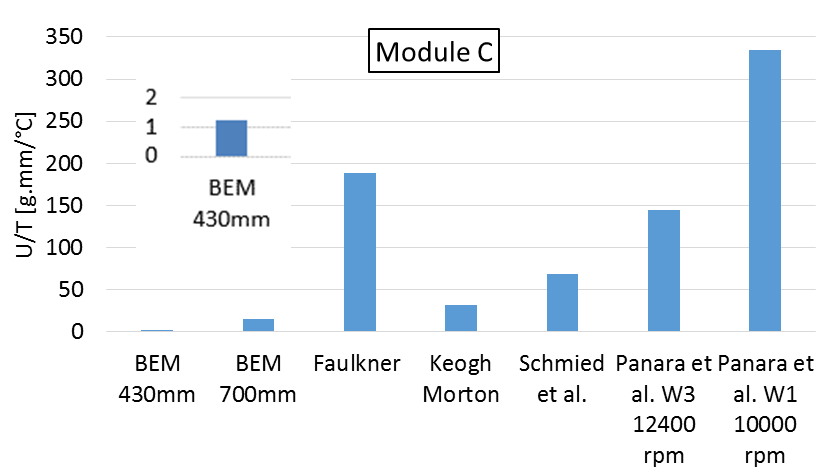 Module C
U/T [g.mm/°C]
350
300
250
200
150
100
50
0
2
1
0
BEM
430mm
BEM
430mm
BEM
700mm
Faulkner
Keogh
Morton
Schmied
et al.
Panara et
al. W3
12400
rpm
Panara et
al. W1
10000
rpm